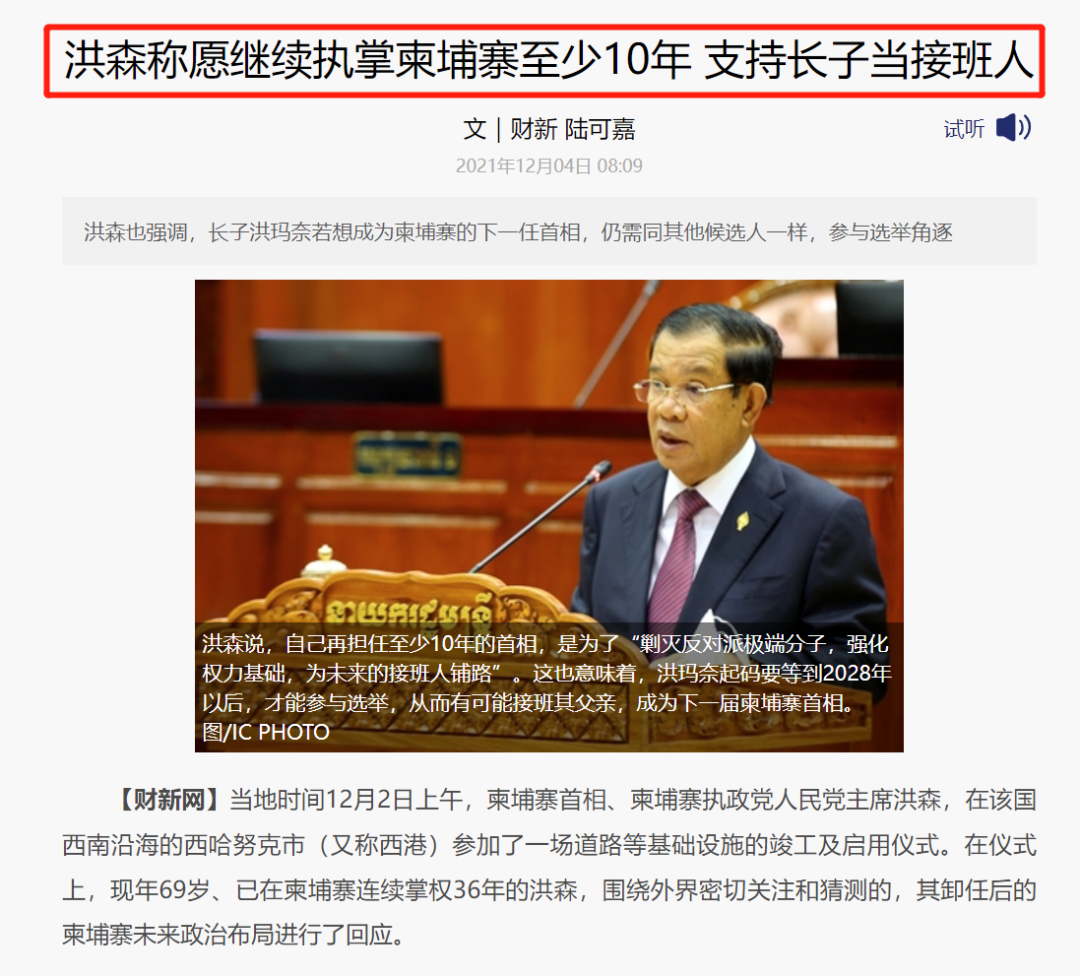 洪森称愿继续执掌柬埔寨至少10年 支持长子当接班人
文 | 财新 陆可嘉
试听
2021年12月04日 08:09
洪森也强调，长子洪玛奈若想成为柬埔寨的下一任首相，仍需同其他候选人一样，参与选举角逐
នាយករដ្ឋមន្ត្រី
洪森说，自己再担任至少10年的首相，是为了“剿灭反对派极端分子，强化
权力基础，为未来的接班人铺路”。这也意味着，洪玛奈起码要等到2028年
以后，才能参与选举，从而有可能接班其父亲，成为下一届柬埔寨首相。
图/IC PHOTO
【财新网】当地时间12月2日上午，柬埔寨首相、柬埔寨执政党人民党主席洪森，在该国
西南沿海的西哈努克市（又称西港）参加了一场道路等基础设施的竣工及启用仪式。在仪式
上，现年69岁、已在柬埔寨连续掌权36年的洪森，围绕外界密切关注和猜测的，其卸任后的
柬埔寨未来政治布局进行了回应。